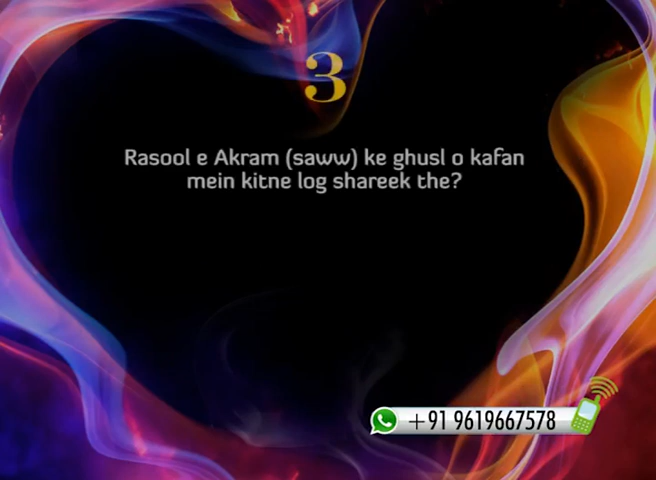 3
Rasool e Akram (saww) ke ghusl o kafan
mein kitne log shareek the?
+91 9619667578